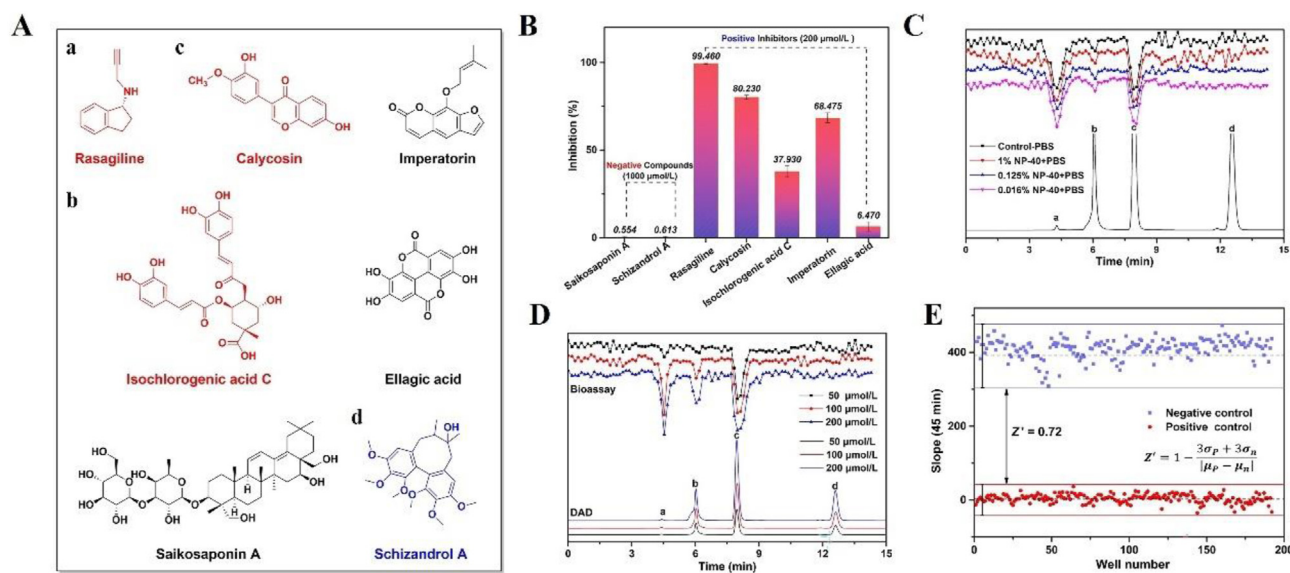 A
a
c
Rasagiline
Calycosin
Imperatorin
b
Isochlorogenic acid C
Ellagic acid
d
Saikosaponin A
Schizandrol A
B
Inhibition (%)
100
50
0
Positive Inhibitors (200 μmol/L )
99.460
80.230
68.475
Negative Compounds
(1000 μmol/L)
37.930
0.554
0.613
6.470
Saikosaponin A
Schizandrol A
Rasagiline
Calycosin
Isochlorogenic acid C
Imperatorin
Ellagic acid
C
b
c
d
Control-PBS
1% NP-40+PBS
0.125% NP-40+PBS
0.016% NP-40+PBS
a
0
3
6
9
12
15
Time (min)
D
Bioassay
50 μmol/L
100 μmol/L
200 μmol/L
50 μmol/L
100 μmol/L
200 μmol/L
c
b
d
a
DAD
0
3
6
9
12
15
Time (min)
E
Slope (45 min)
400
200
0
Z' = 0.72
Negative control
Positive control
Z' = 1 - (3σP + 3σn) / |μP − μn|
0
50
100
150
200
Well number